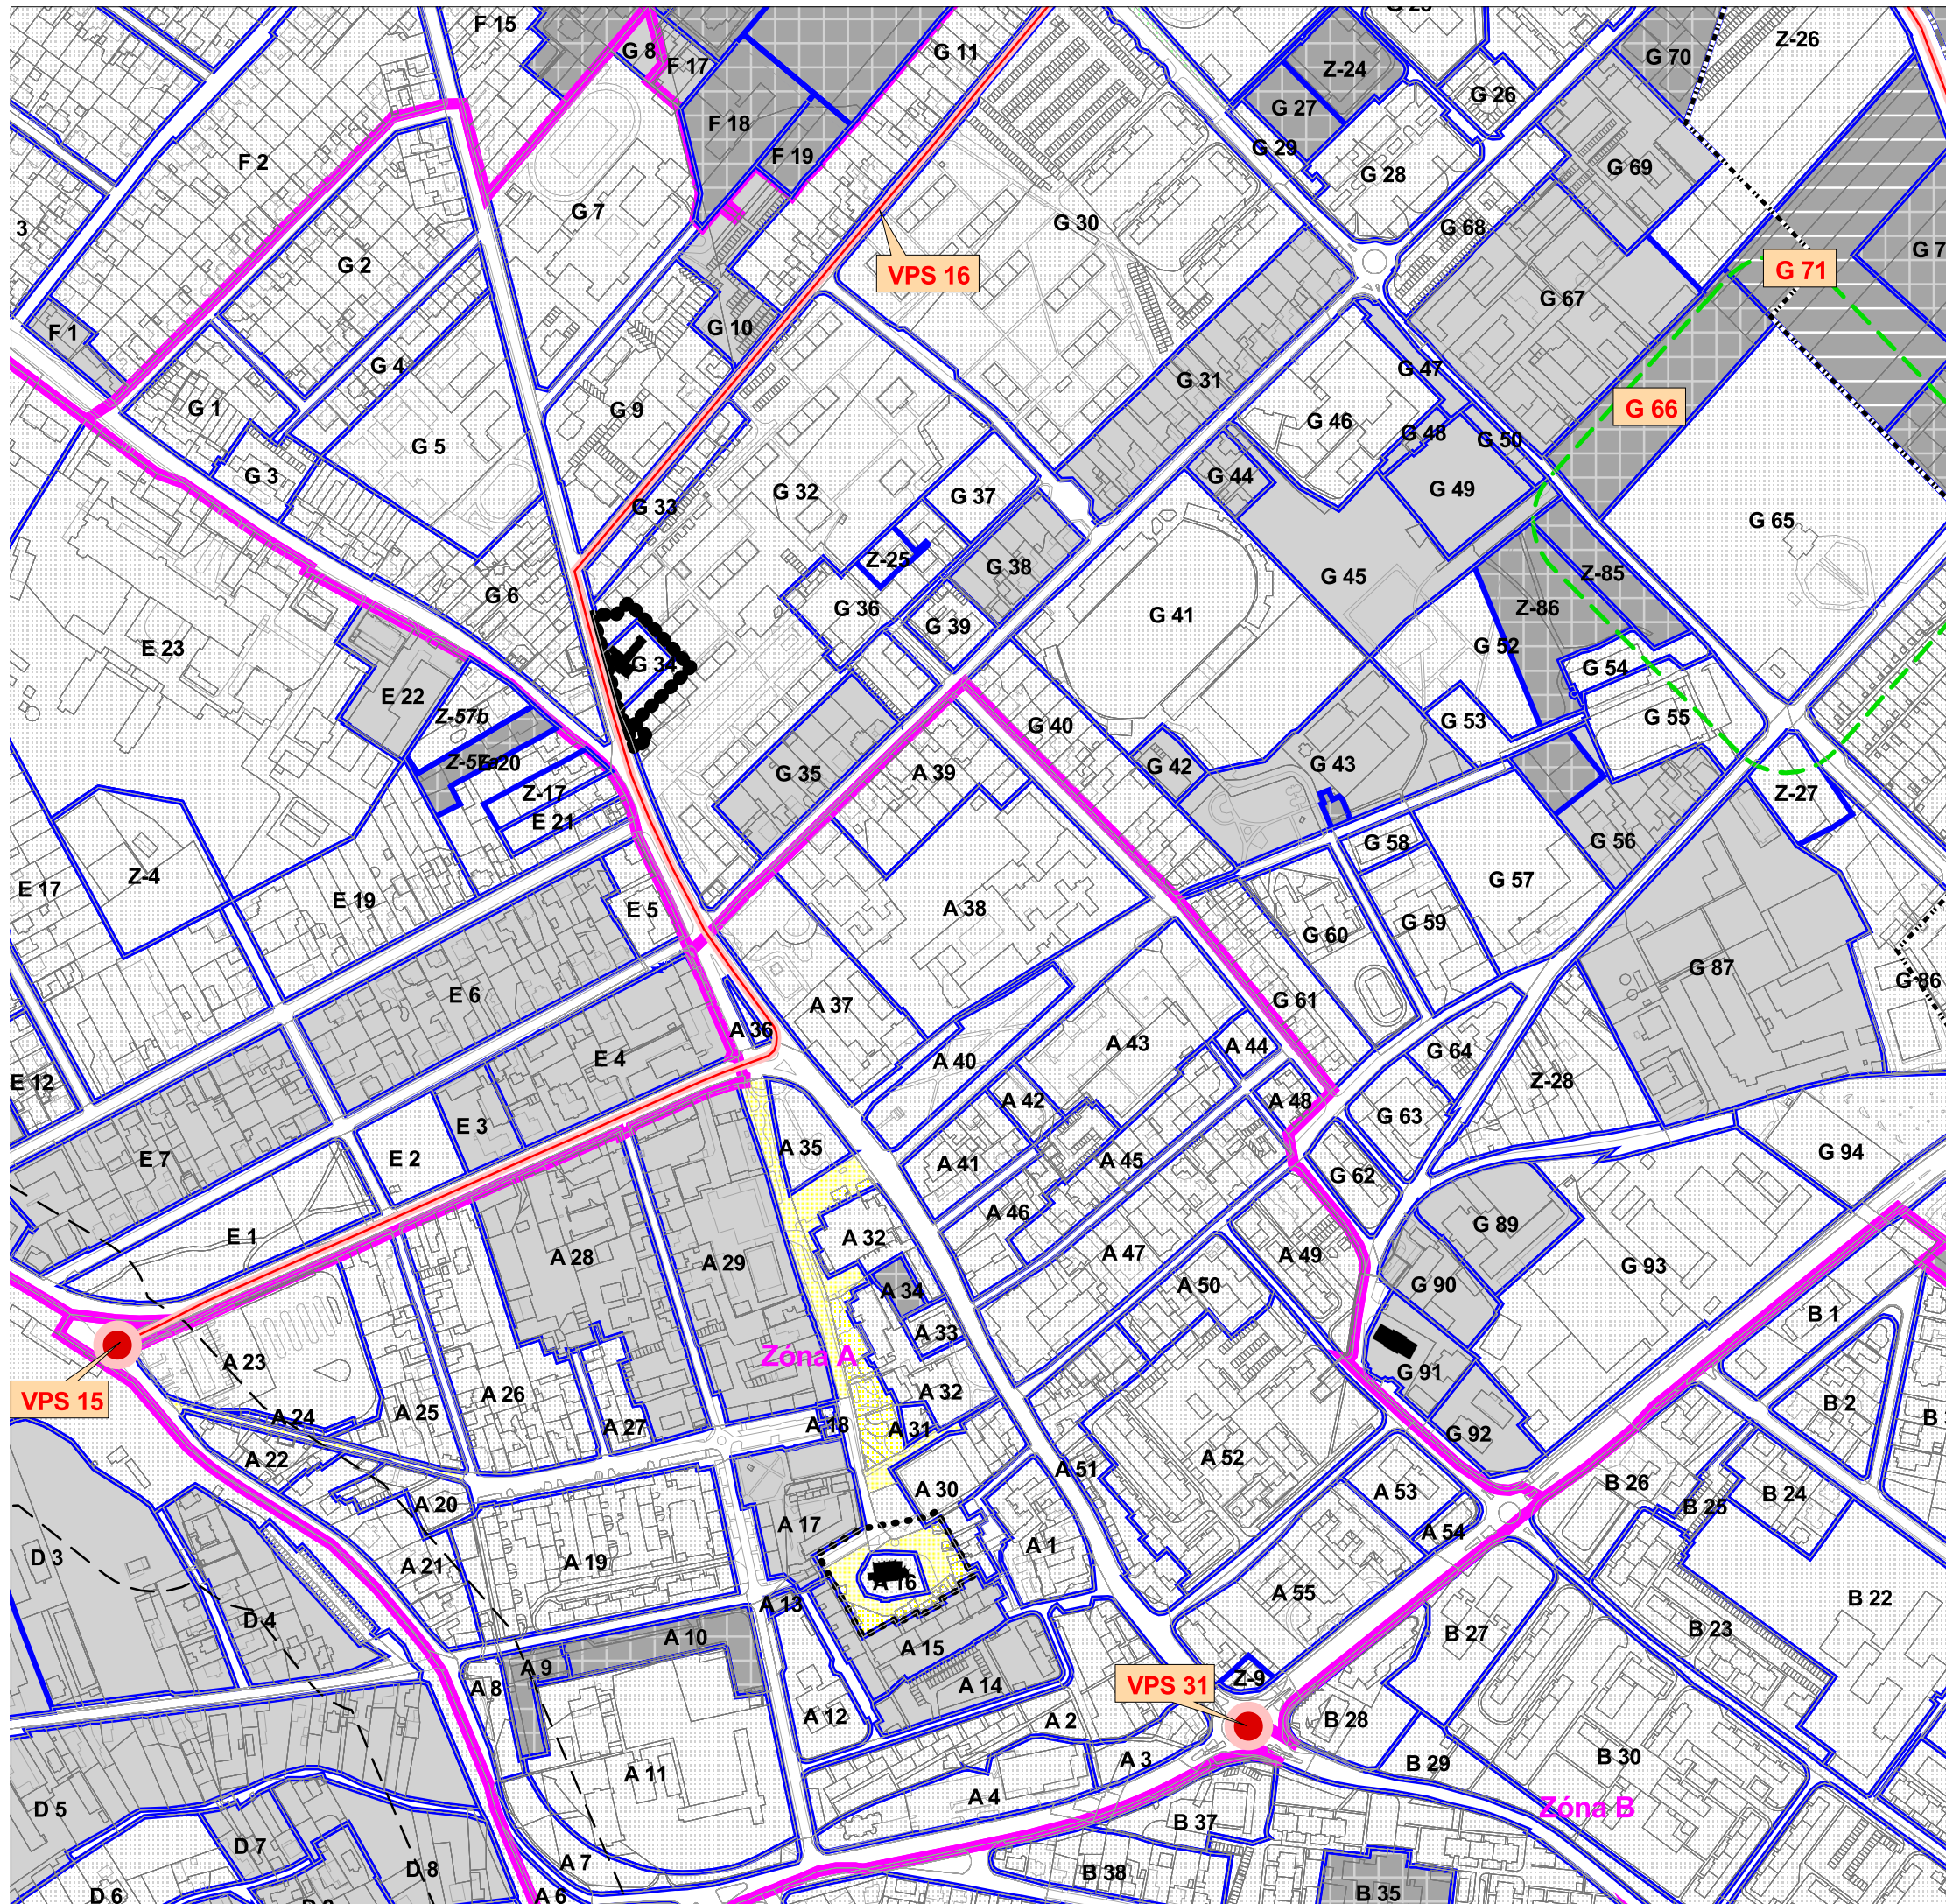 F 15
G 8
F 17
G 11
Z-24
G 26
G 70
Z-26
G 27
F 18
F 19
G 29
G 28
G 69
F 2
3
G 7
G 30
G 68
G 2
VPS 16
G 71
G 7
G 67
F 1
G 10
G 4
G 31
G 47
G 1
G 9
G 46
G 66
G 5
G 48
G 50
G 3
G 44
G 49
G 32
G 37
G 33
G 65
Z-25
G 38
G 45
Z-85
G 6
G 36
Z-86
G 41
G 39
E 23
G 52
G 34
G 54
E 22
Z-57b
G 53
G 55
G 40
E 20
G 42
G 43
G 35
A 39
Z-17
Z-27
E 21
G 58
G 56
Z-4
G 57
E 17
E 19
E 5
A 38
G 59
G 60
G 87
G 86
E 6
G 61
A 37
A 36
A 43
A 44
G 64
E 4
A 40
Z-28
E 12
A 42
A 48
G 63
E 3
A 35
E 2
E 7
A 41
A 45
G 62
G 94
A 46
G 89
E 1
A 32
A 28
A 29
A 47
A 49
G 93
A 34
A 50
G 90
B 1
A 33
Zóna A
A 23
G 91
VPS 15
A 26
A 32
B 2
A 24
A 25
A 27
A 18
A 31
G 92
A 22
A 52
A 51
B 26
A 30
A 53
B 24
A 20
B 25
A 17
A 54
A 1
D 3
A 21
A 19
A 16
A 55
B 22
A 13
D 4
B 23
A 10
A 15
B 27
A 9
Z-9
A 8
A 14
VPS 31
A 12
A 2
B 28
A 3
B 29
B 30
A 11
A 4
D 5
Zóna B
B 37
D 7
D 8
A 7
B 38
B 35
D 6
A 6